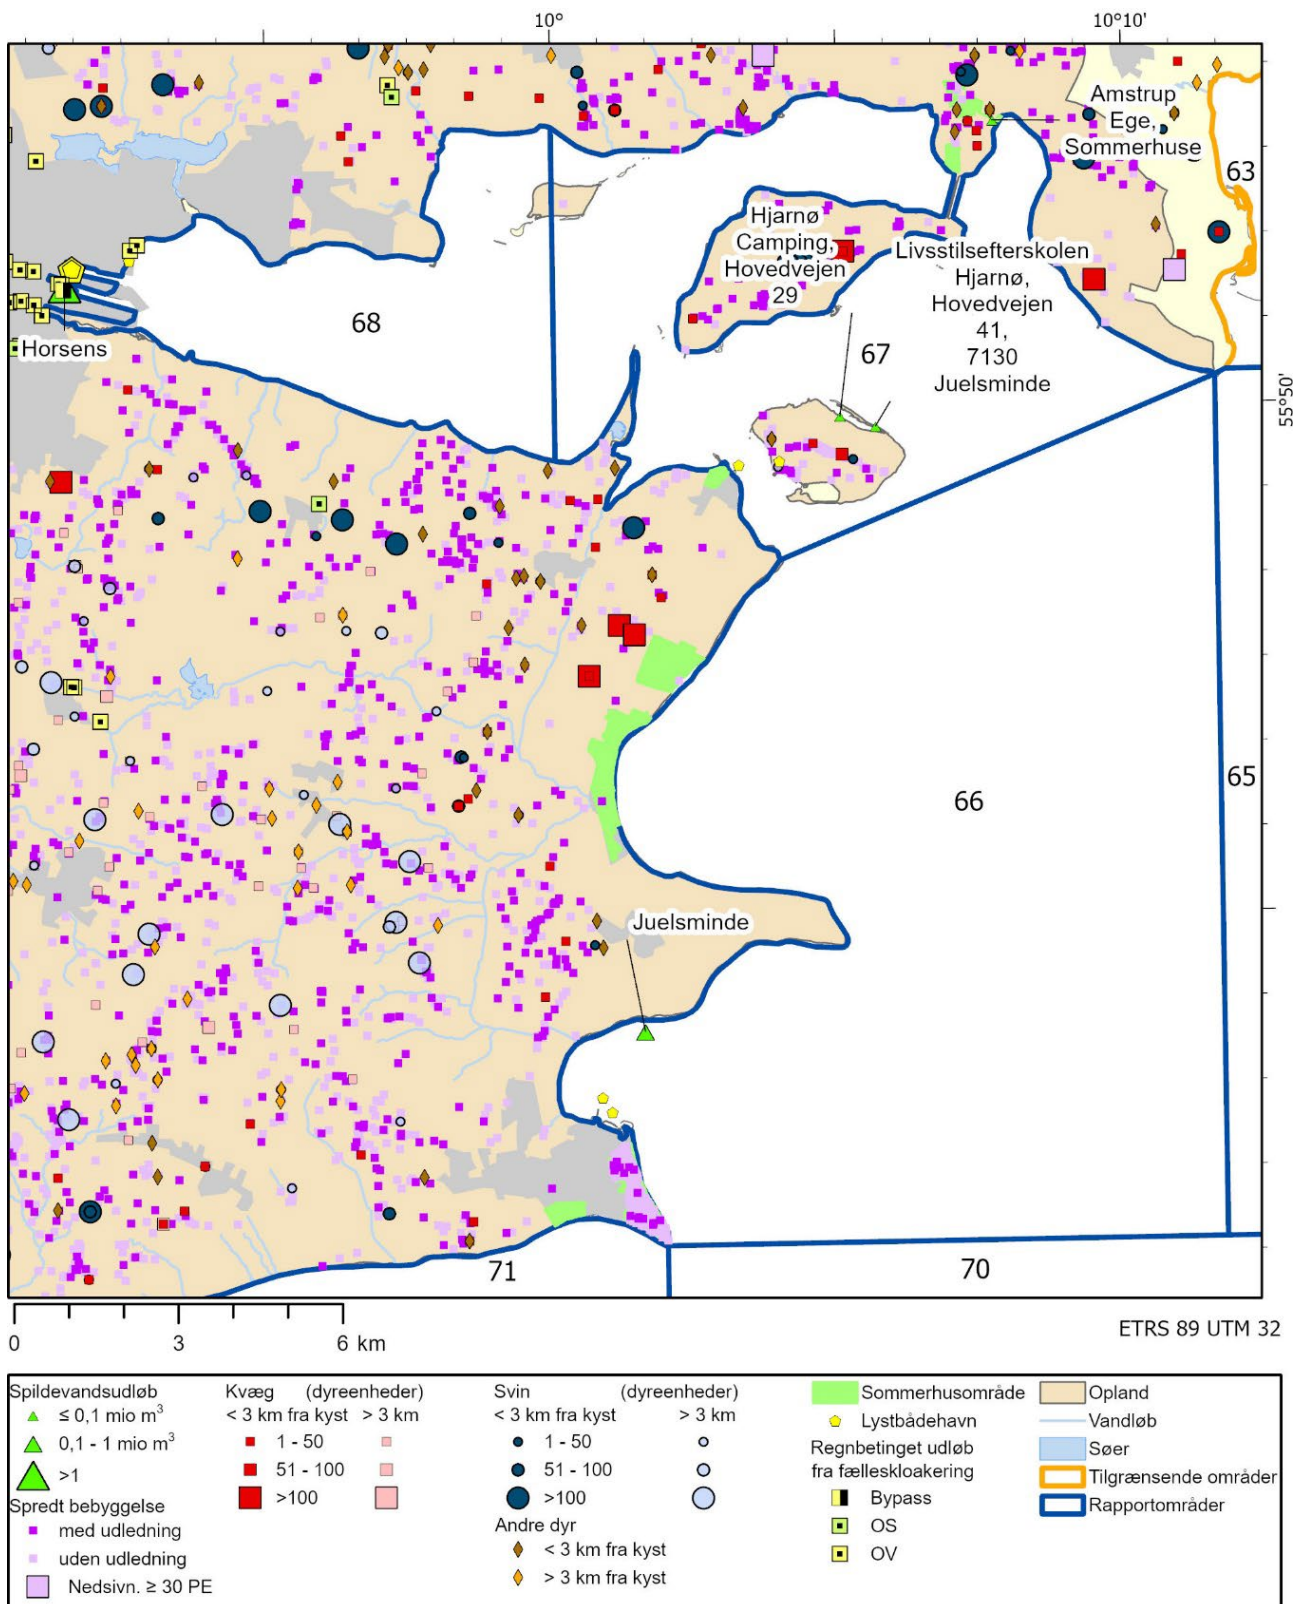 10°
10°10'
Amstrup
Ege,
Sommerhuse
63
Hjarnø
Camping,
Hovedvejen
29
Livsstilsefterskolen
Hjarnø,
Hovedvejen
41,
7130
Juelsminde
68
67
Horsens
55°50'
66
65
Juelsminde
71
70
0
3
6 km
ETRS 89 UTM 32
Spildevandsudløb
≤ 0,1 mio m³
0,1 - 1 mio m³
>1
Spredt bebyggelse
med udledning
uden udledning
Nedsivn. ≥ 30 PE
Kvæg (dyreenheder)
< 3 km fra kyst > 3 km
1 - 50
51 - 100
>100
Svin (dyreenheder)
< 3 km fra kyst > 3 km
1 - 50
51 - 100
>100
Andre dyr
< 3 km fra kyst
> 3 km fra kyst
Sommerhusområde
Lystbådehavn
Regnbetinget udløb
fra fælleskloakering
Bypass
OS
OV
Opland
Vandløb
Søer
Tilgrænsende områder
Rapportområder